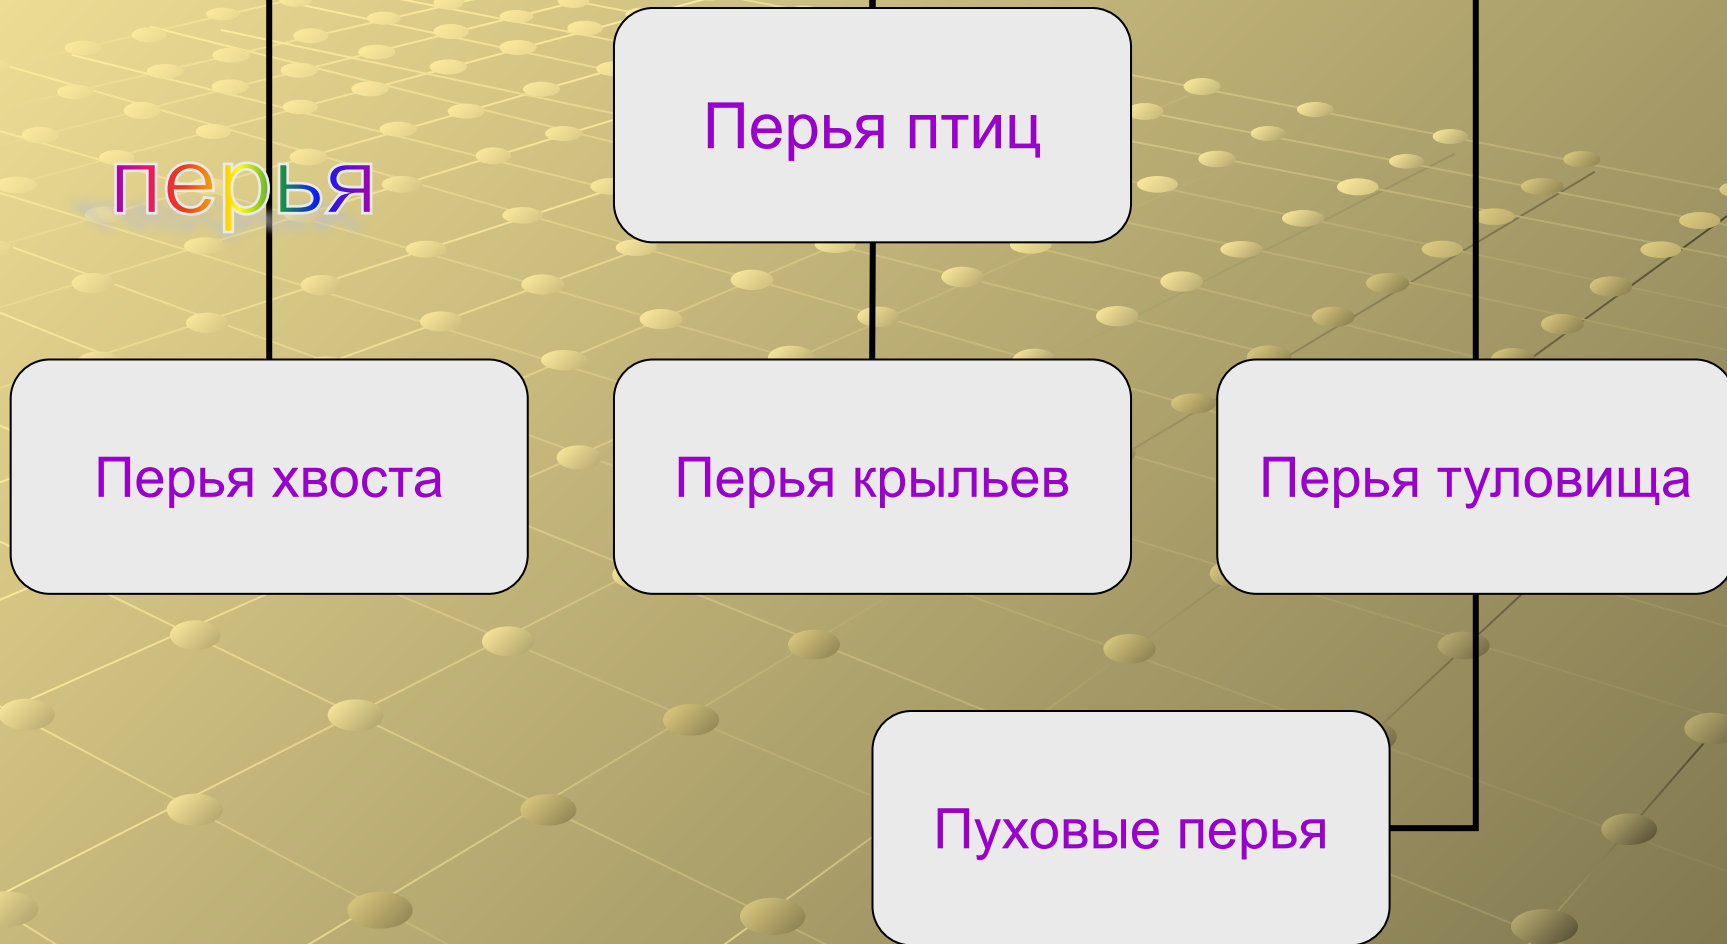 Перья птиц
перья
Перья хвоста
Перья крыльев
Перья туловища
Пуховые перья